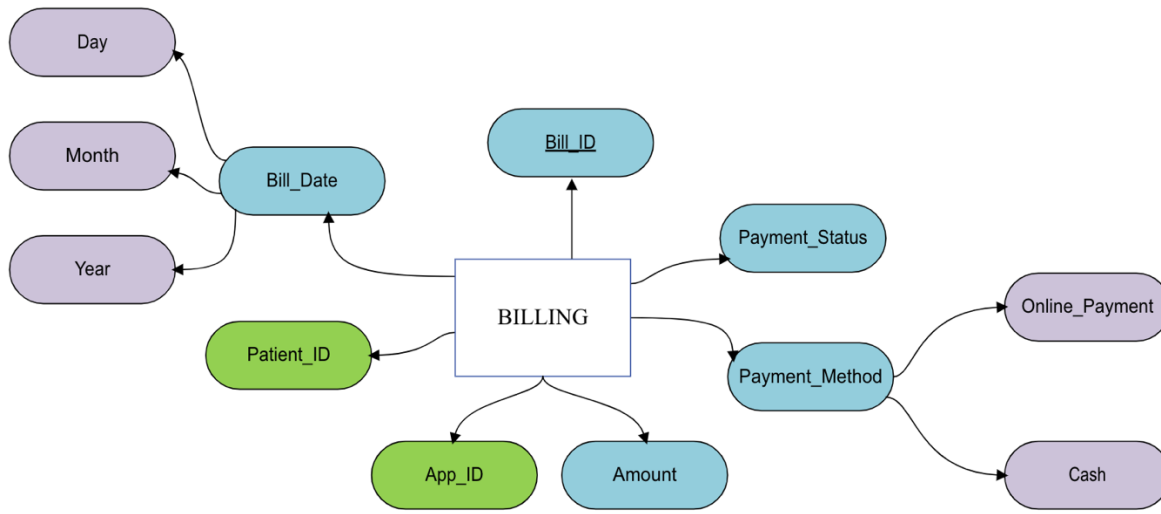 Day
Month
Bill_ID
Bill_Date
Payment_Status
Year
Online_Payment
BILLING
Patient_ID
Payment_Method
App_ID
Amount
Cash